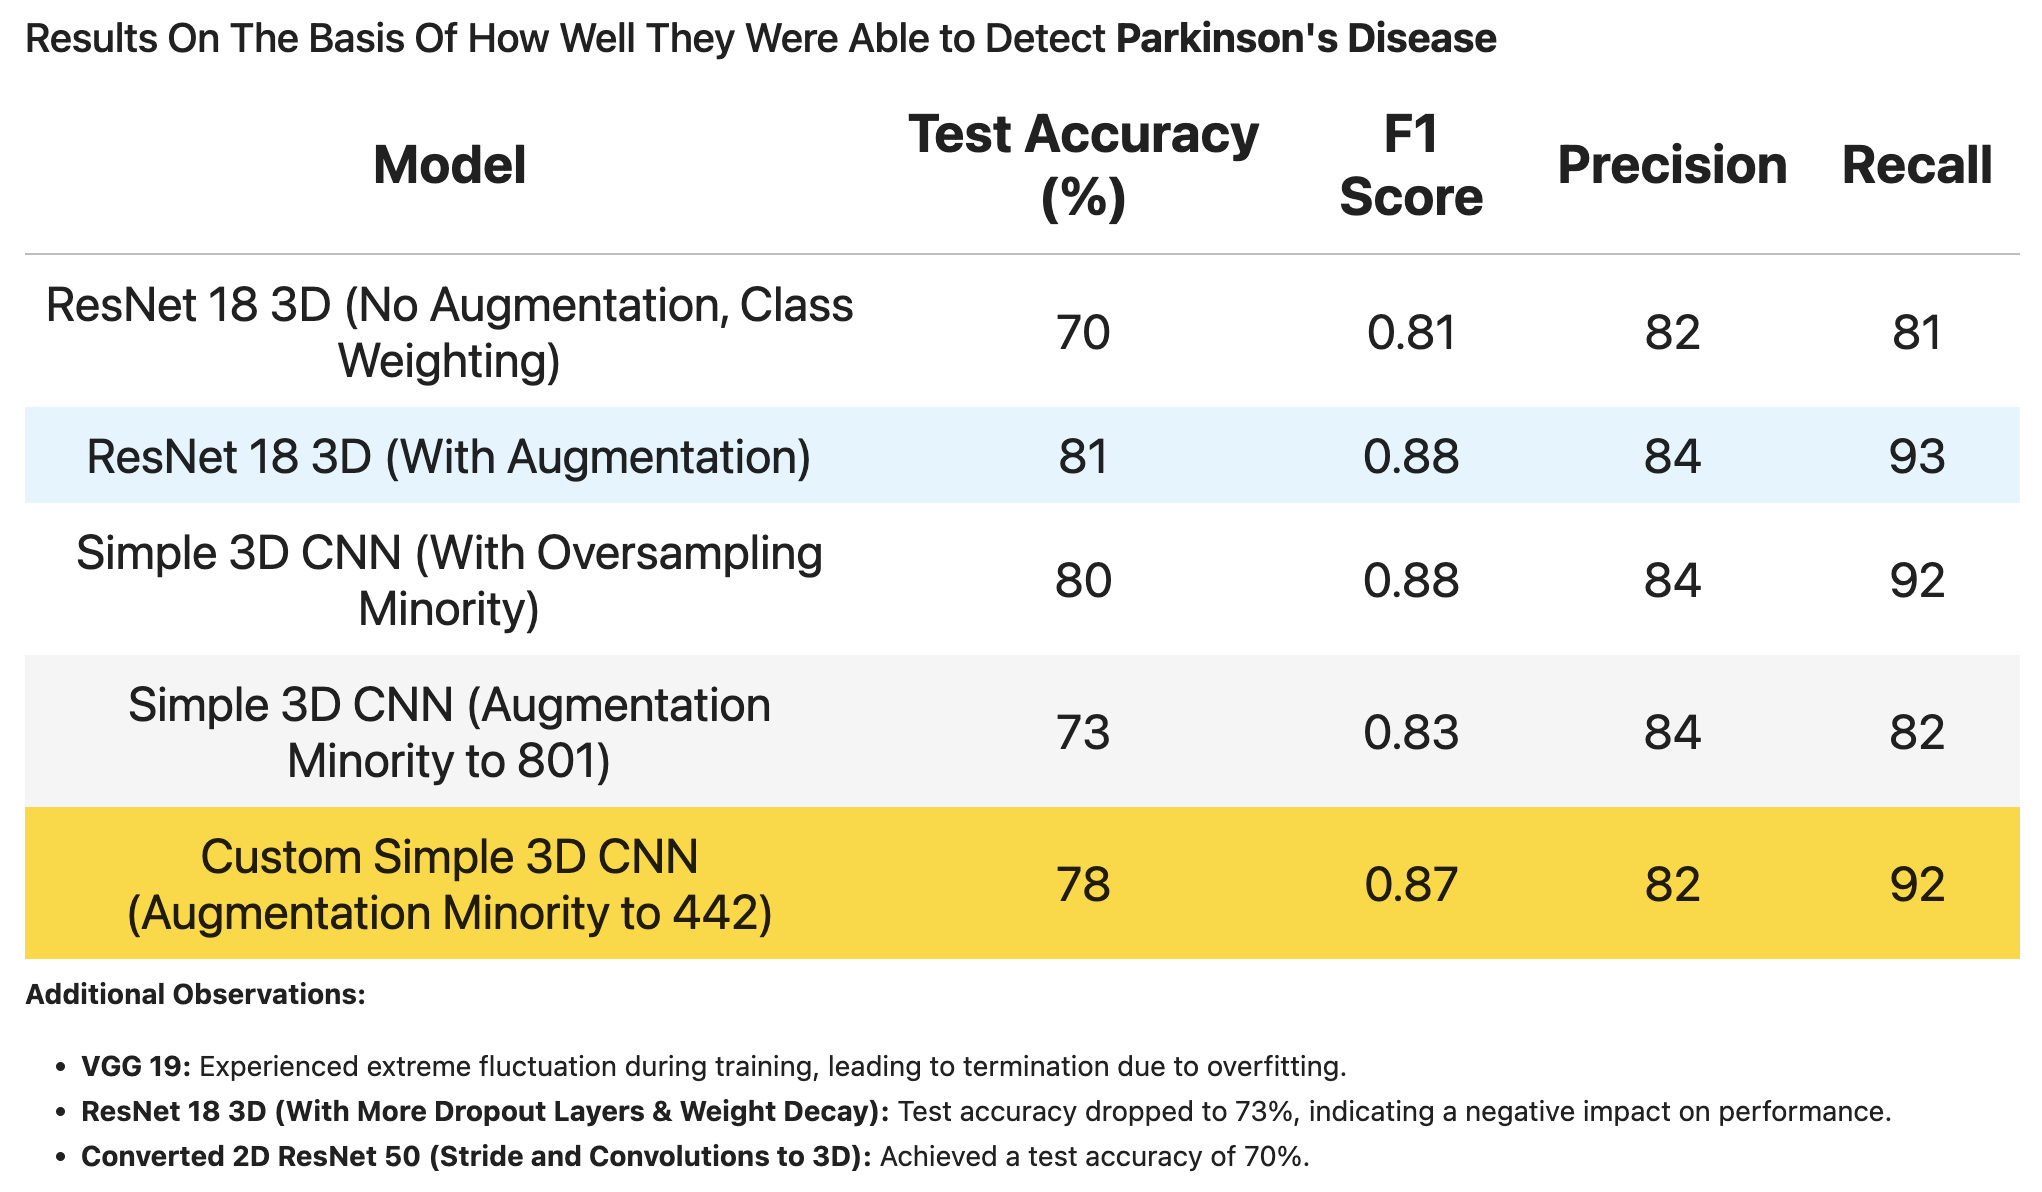 Results On The Basis Of How Well They Were Able to Detect Parkinson's Disease
Model
Test Accuracy
(%)
F1
Score
Precision
Recall
ResNet 18 3D (No Augmentation, Class
Weighting)
70
0.81
82
81
ResNet 18 3D (With Augmentation)
81
0.88
84
93
Simple 3D CNN (With Oversampling
Minority)
80
0.88
84
92
Simple 3D CNN (Augmentation
Minority to 801)
73
0.83
84
82
Custom Simple 3D CNN
(Augmentation Minority to 442)
78
0.87
82
92
Additional Observations:
• VGG 19: Experienced extreme fluctuation during training, leading to termination due to overfitting.
• ResNet 18 3D (With More Dropout Layers & Weight Decay): Test accuracy dropped to 73%, indicating a negative impact on performance.
• Converted 2D ResNet 50 (Stride and Convolutions to 3D): Achieved a test accuracy of 70%.